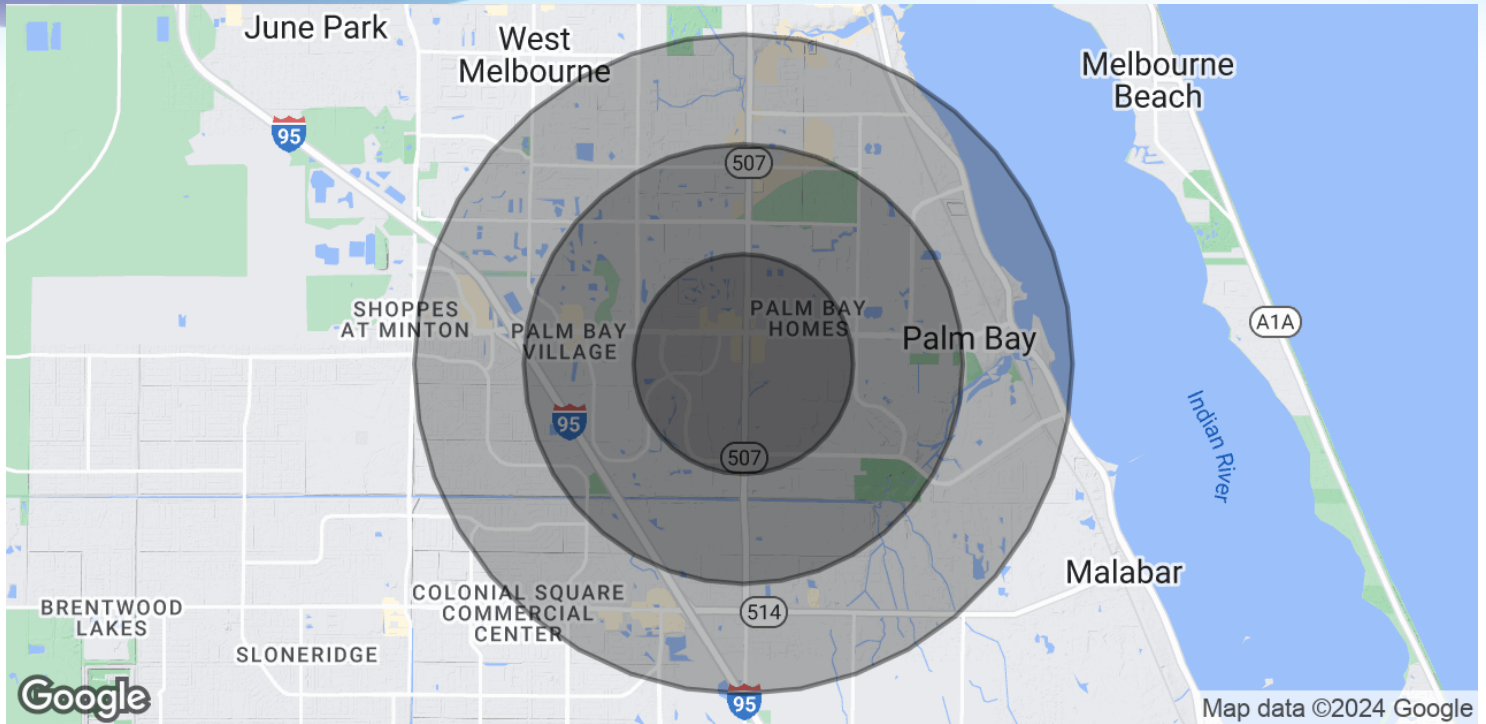 June Park
West
Melbourne
Melbourne
Beach
95
507
SHOPPES
AT MINTON
PALM BAY
VILLAGE
PALM BAY
HOMES
Palm Bay
A1A
95
507
Indian River
Malabar
BRENTWOOD
LAKES
COLONIAL SQUARE
COMMERCIAL
CENTER
514
SLONERIDGE
95
Google
Map data ©2024 Google